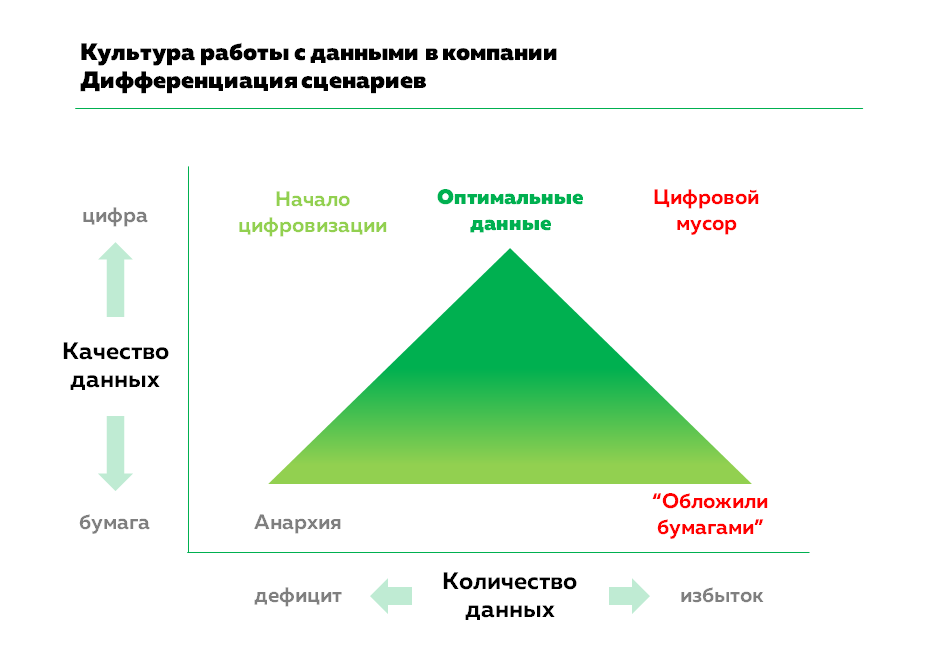 Культура работы с данными в компании
Дифференциация сценариев
Начало
цифровизации
Оптимальные
данные
Цифровой
мусор
цифра
Качество
данных
бумага
Анархия
“Обложили
бумагами”
дефицит
Количество
данных
избыток